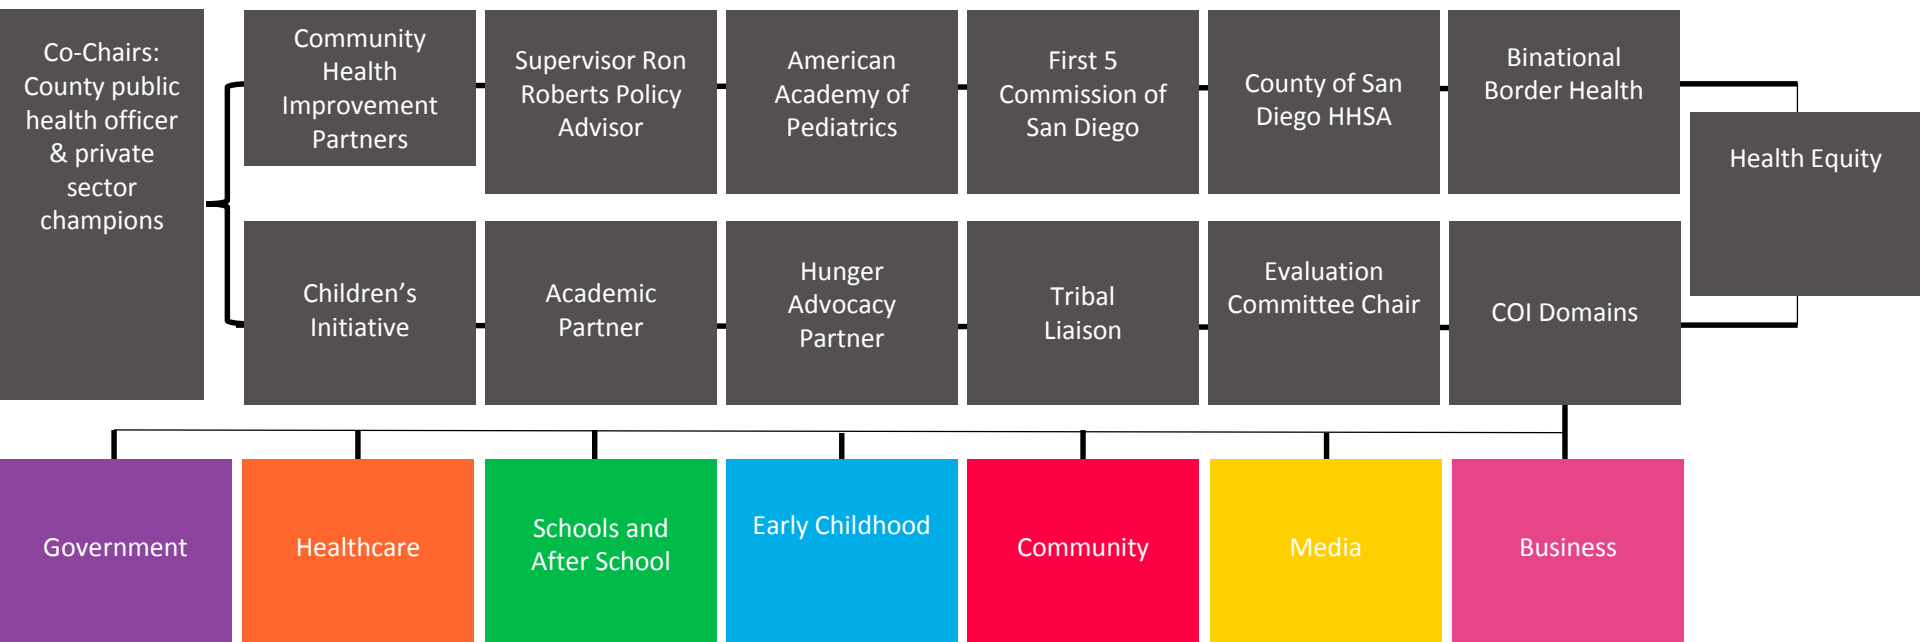 Co-Chairs:
County public
health officer
& private
sector
champions
Community
Health
Improvement
Partners
Supervisor Ron
Roberts Policy
Advisor
American
Academy of
Pediatrics
First 5
Commission of
San Diego
County of San
Diego HHSA
Binational
Border Health
Health Equity
Children’s
Initiative
Academic
Partner
Hunger
Advocacy
Partner
Tribal
Liaison
Evaluation
Committee Chair
COI Domains
Government
Healthcare
Schools and
After School
Early Childhood
Community
Media
Business